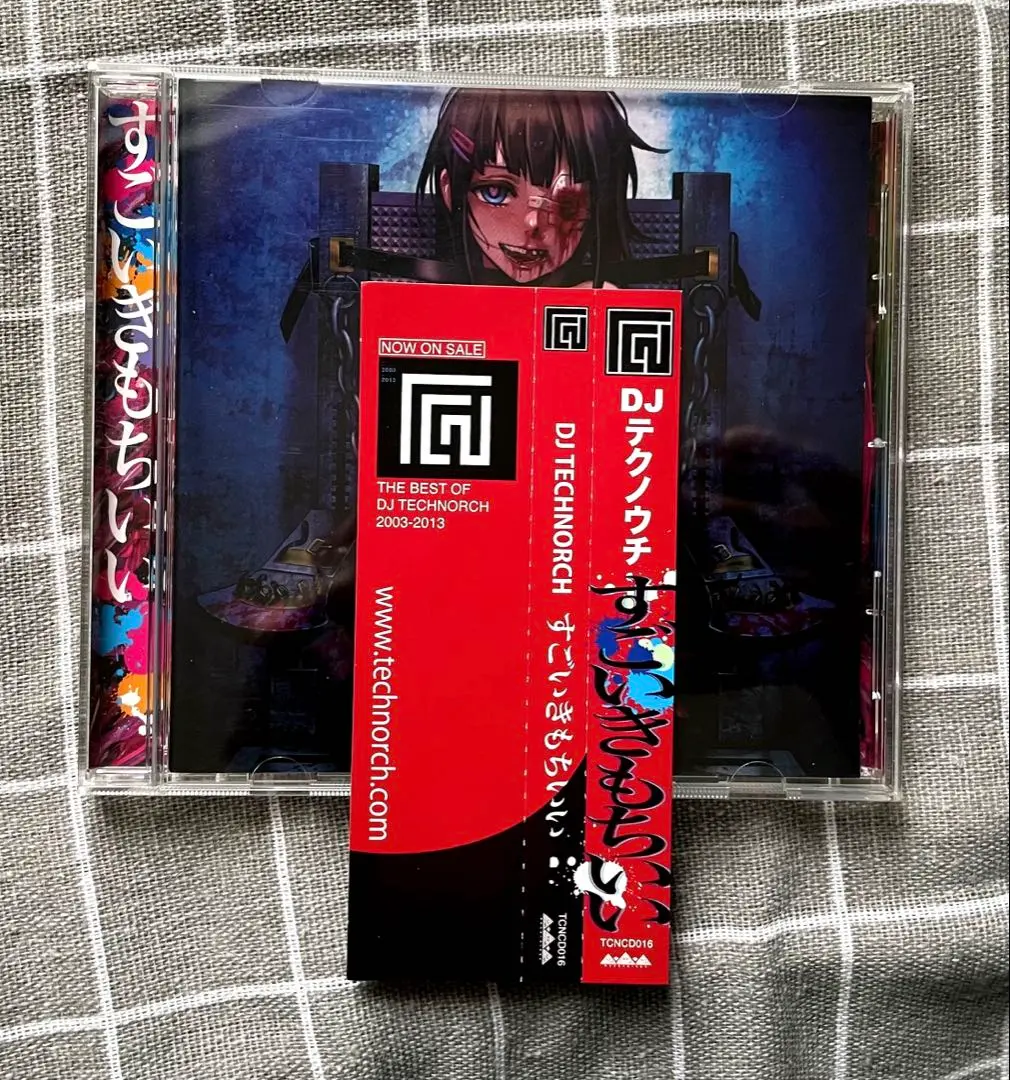 すごいきもちいい
NOW ON SALE
2003
2013
THE BEST OF
DJ TECHNORCH
2003-2013
www.technorch.com
DJ TECHNORCH すごいきもちいい
TCNCD016
DJテクノウチ
すごいきもちいい
TCNCD016